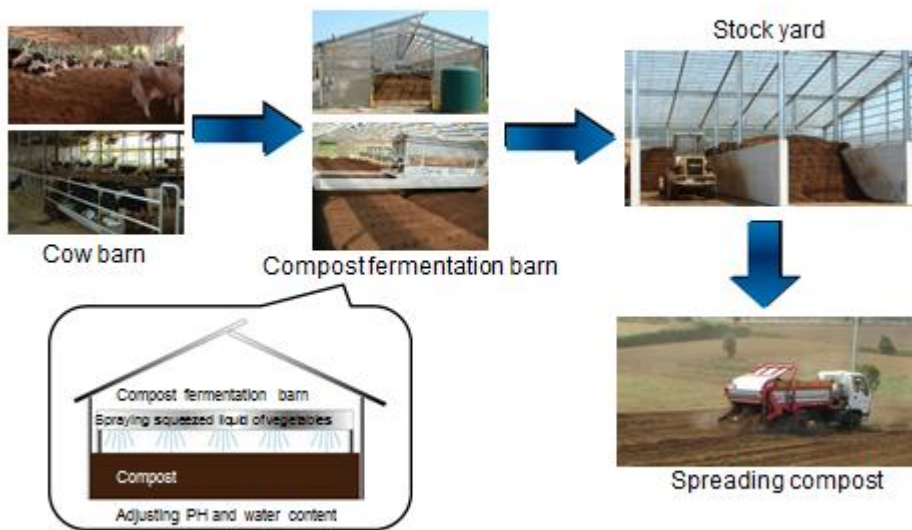 Stock yard
Cow barn
Compost fermentation barn
Compost fermentation barn
Spraying squeezed liquid of vegetables
Compost
Adjusting PH and water content
Spreading compost